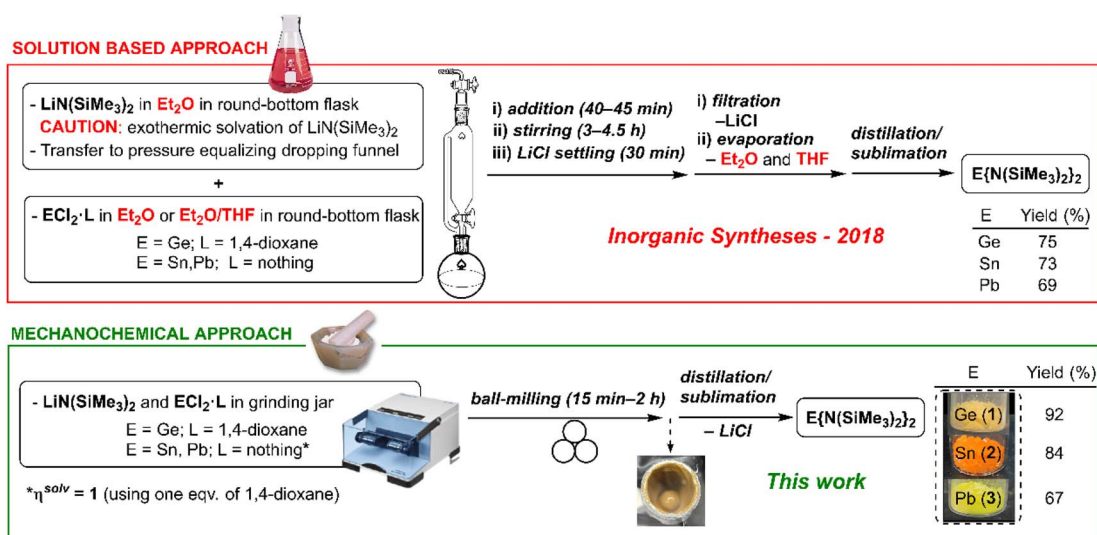 SOLUTION BASED APPROACH
- LiN(SiMe3)2 in Et2O in round-bottom flask
CAUTION: exothermic solvation of LiN(SiMe3)2
- Transfer to pressure equalizing dropping funnel
+
- ECl2·L in Et2O or Et2O/THF in round-bottom flask
E = Ge; L = 1,4-dioxane
E = Sn,Pb; L = nothing
i) addition (40–45 min)
ii) stirring (3–4.5 h)
iii) LiCl settling (30 min)
i) filtration
–LiCl
ii) evaporation
– Et2O and THF
distillation/
sublimation
E{N(SiMe3)2}2
Inorganic Syntheses - 2018
E Yield (%)
Ge 75
Sn 73
Pb 69
MECHANOCHEMICAL APPROACH
- LiN(SiMe3)2 and ECl2·L in grinding jar
E = Ge; L = 1,4-dioxane
E = Sn, Pb; L = nothing*
*ηsolv = 1 (using one eqv. of 1,4-dioxane)
ball-milling (15 min–2 h)
distillation/
sublimation
– LiCl
E{N(SiMe3)2}2
This work
E Yield (%)
Ge (1) 92
Sn (2) 84
Pb (3) 67